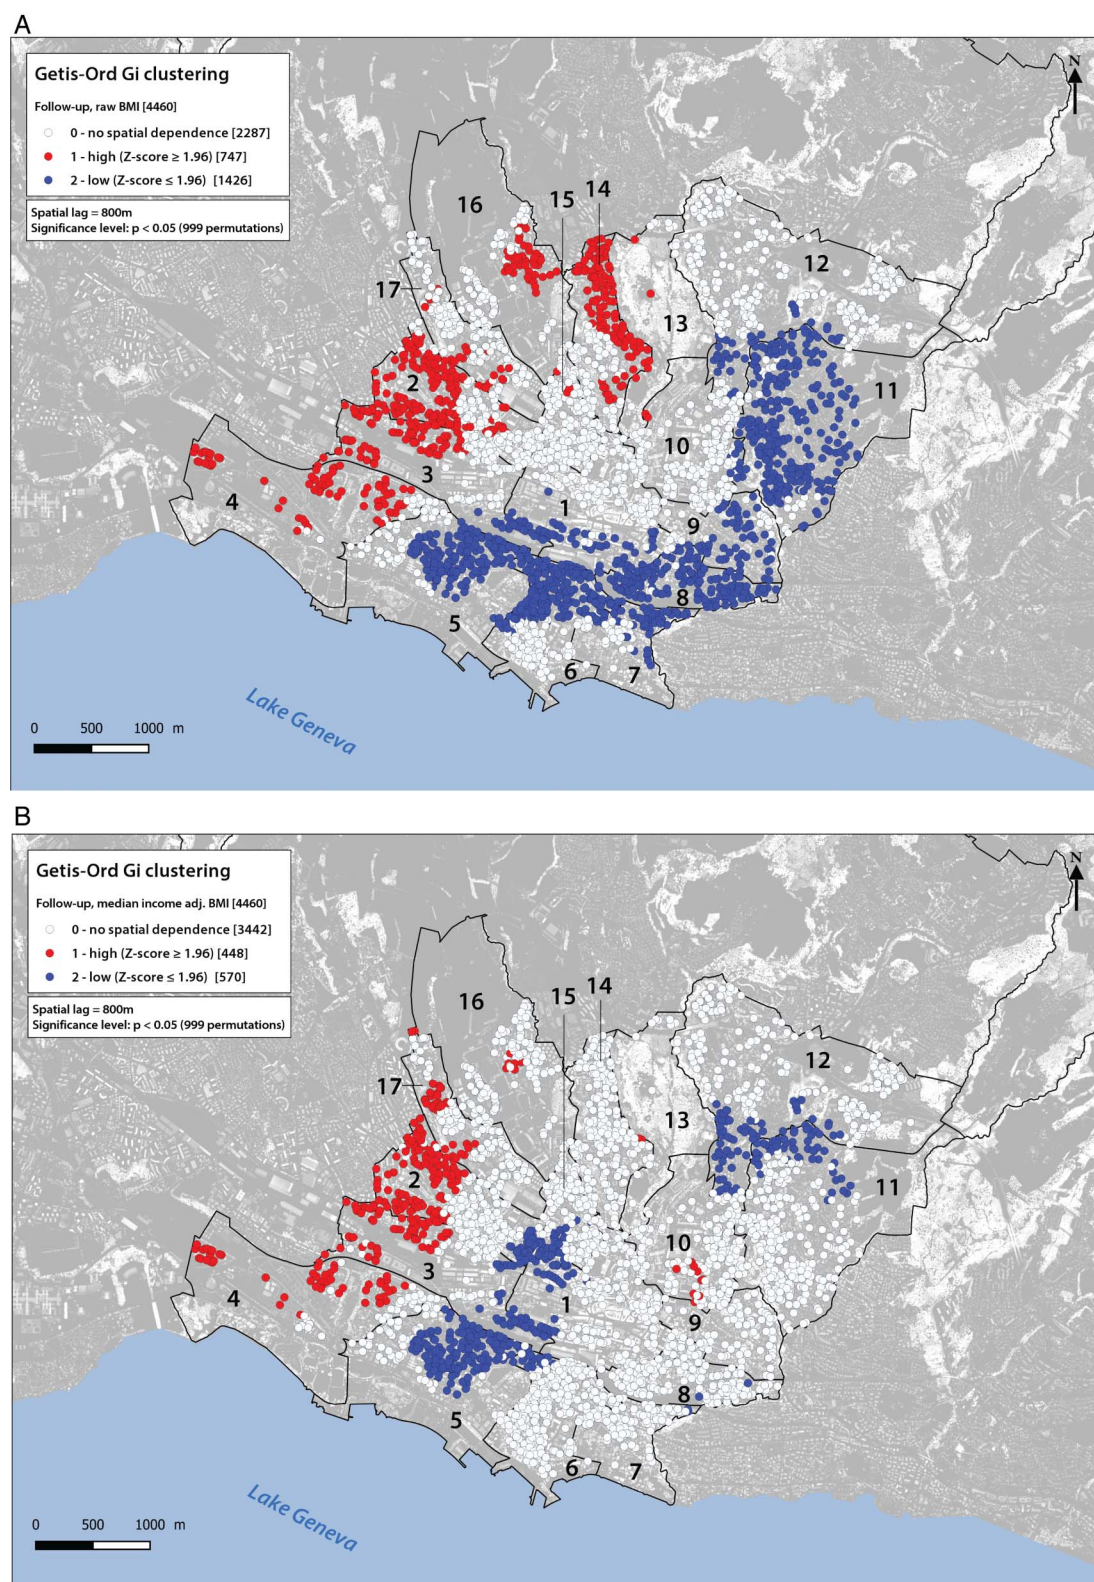 A
Getis-Ord Gi clustering
Follow-up, raw BMI [4460]
0 - no spatial dependence [2287]
1 - high (Z-score ≥ 1.96) [747]
2 - low (Z-score ≤ 1.96) [1426]
Spatial lag = 800m
Significance level: p < 0.05 (999 permutations)
N
16
15
14
12
17
13
2
11
10
3
4
1
9
8
5
6
7
Lake Geneva
0 500 1000 m
B
Getis-Ord Gi clustering
Follow-up, median income adj. BMI [4460]
0 - no spatial dependence [3442]
1 - high (Z-score ≥ 1.96) [448]
2 - low (Z-score ≤ 1.96) [570]
Spatial lag = 800m
Significance level: p < 0.05 (999 permutations)
N
16
15
14
12
17
13
2
11
10
3
4
1
9
8
5
6
7
Lake Geneva
0 500 1000 m